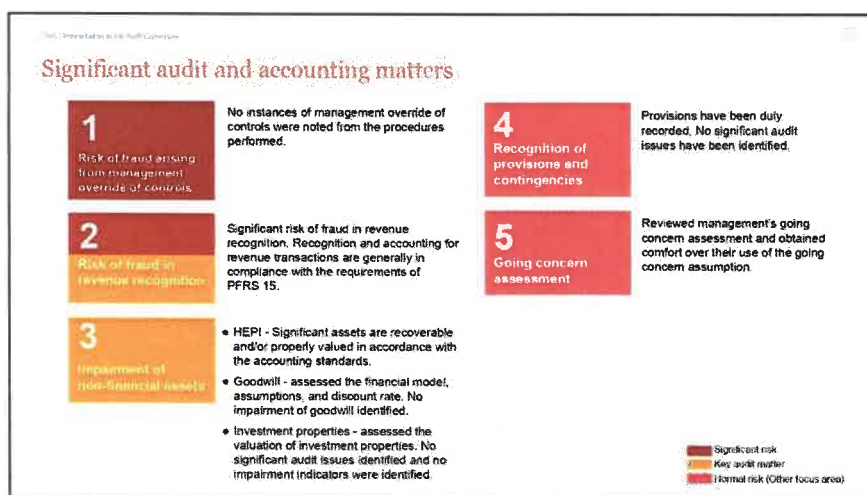 Significant audit and accounting matters
1
Risk of fraud arising
from management
override of controls
No instances of management override of
controls were noted from the procedures
performed.
2
Risk of fraud in
revenue recognition
Significant risk of fraud in revenue
recognition. Recognition and accounting for
revenue transactions are generally in
compliance with the requirements of
PFRS 15.
3
Impairment of
non-financial assets
• HEPI - Significant assets are recoverable
and/or properly valued in accordance with
the accounting standards.
• Goodwill - assessed the financial model,
assumptions, and discount rate. No
impairment of goodwill identified.
• Investment properties - assessed the
valuation of investment properties. No
significant audit issues identified and no
impairment indicators were identified.
4
Recognition of
provisions and
contingencies
Provisions have been duly
recorded. No significant audit
issues have been identified.
5
Going concern
assessment
Reviewed management's going
concern assessment and obtained
comfort over their use of the going
concern assumption.
Significant risk
Key audit matter
Normal risk (Other focus area)